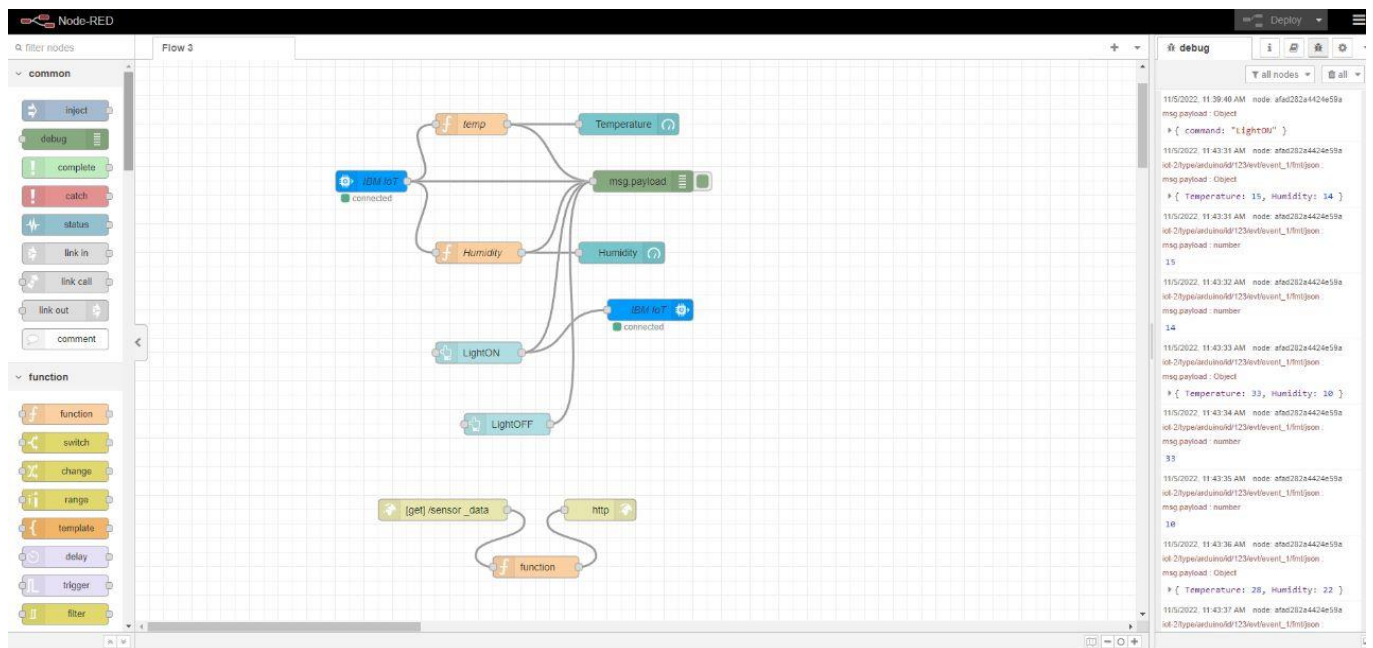 Node-RED
Deploy
filter nodes
Flow 3
debug
i
all nodes
all
common
inject
debug
complete
catch
status
link in
link call
link out
comment
function
function
switch
change
range
template
delay
trigger
filter
temp
Temperature
IBM IoT
connected
msg.payload
Humidity
Humidity
IBM IoT
connected
LightON
LightOFF
[get] /sensor _data
http
function
11/5/2022, 11:39:40 AM node: afad282a4424e59a
msg.payload : Object
{ command: "LightON" }
11/5/2022, 11:43:31 AM node: afad282a4424e59a
iot-2/type/arduino/id/123/evt/event_1/fmt/json :
msg.payload : Object
{ Temperature: 15, Humidity: 14 }
11/5/2022, 11:43:31 AM node: afad282a4424e59a
iot-2/type/arduino/id/123/evt/event_1/fmt/json :
msg.payload : number
15
11/5/2022, 11:43:32 AM node: afad282a4424e59a
iot-2/type/arduino/id/123/evt/event_1/fmt/json :
msg.payload : number
14
11/5/2022, 11:43:33 AM node: afad282a4424e59a
iot-2/type/arduino/id/123/evt/event_1/fmt/json :
msg.payload : Object
{ Temperature: 33, Humidity: 10 }
11/5/2022, 11:43:34 AM node: afad282a4424e59a
iot-2/type/arduino/id/123/evt/event_1/fmt/json :
msg.payload : number
33
11/5/2022, 11:43:35 AM node: afad282a4424e59a
iot-2/type/arduino/id/123/evt/event_1/fmt/json :
msg.payload : number
10
11/5/2022, 11:43:36 AM node: afad282a4424e59a
iot-2/type/arduino/id/123/evt/event_1/fmt/json :
msg.payload : Object
{ Temperature: 28, Humidity: 22 }
11/5/2022, 11:43:37 AM node: afad282a4424e59a
iot-2/type/arduino/id/123/evt/event_1/fmt/json :